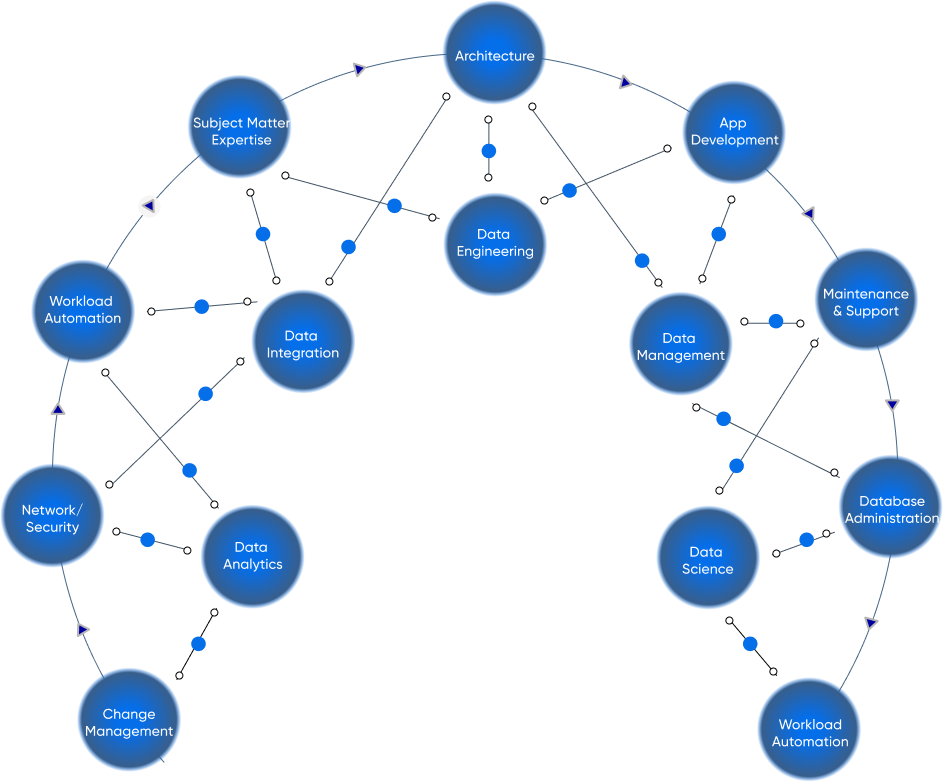 Architecture
Subject Matter
Expertise
App
Development
Data
Engineering
Workload
Automation
Maintenance
& Support
Data
Integration
Data
Management
Network/
Security
Database
Administration
Data
Analytics
Data
Science
Change
Management
Workload
Automation